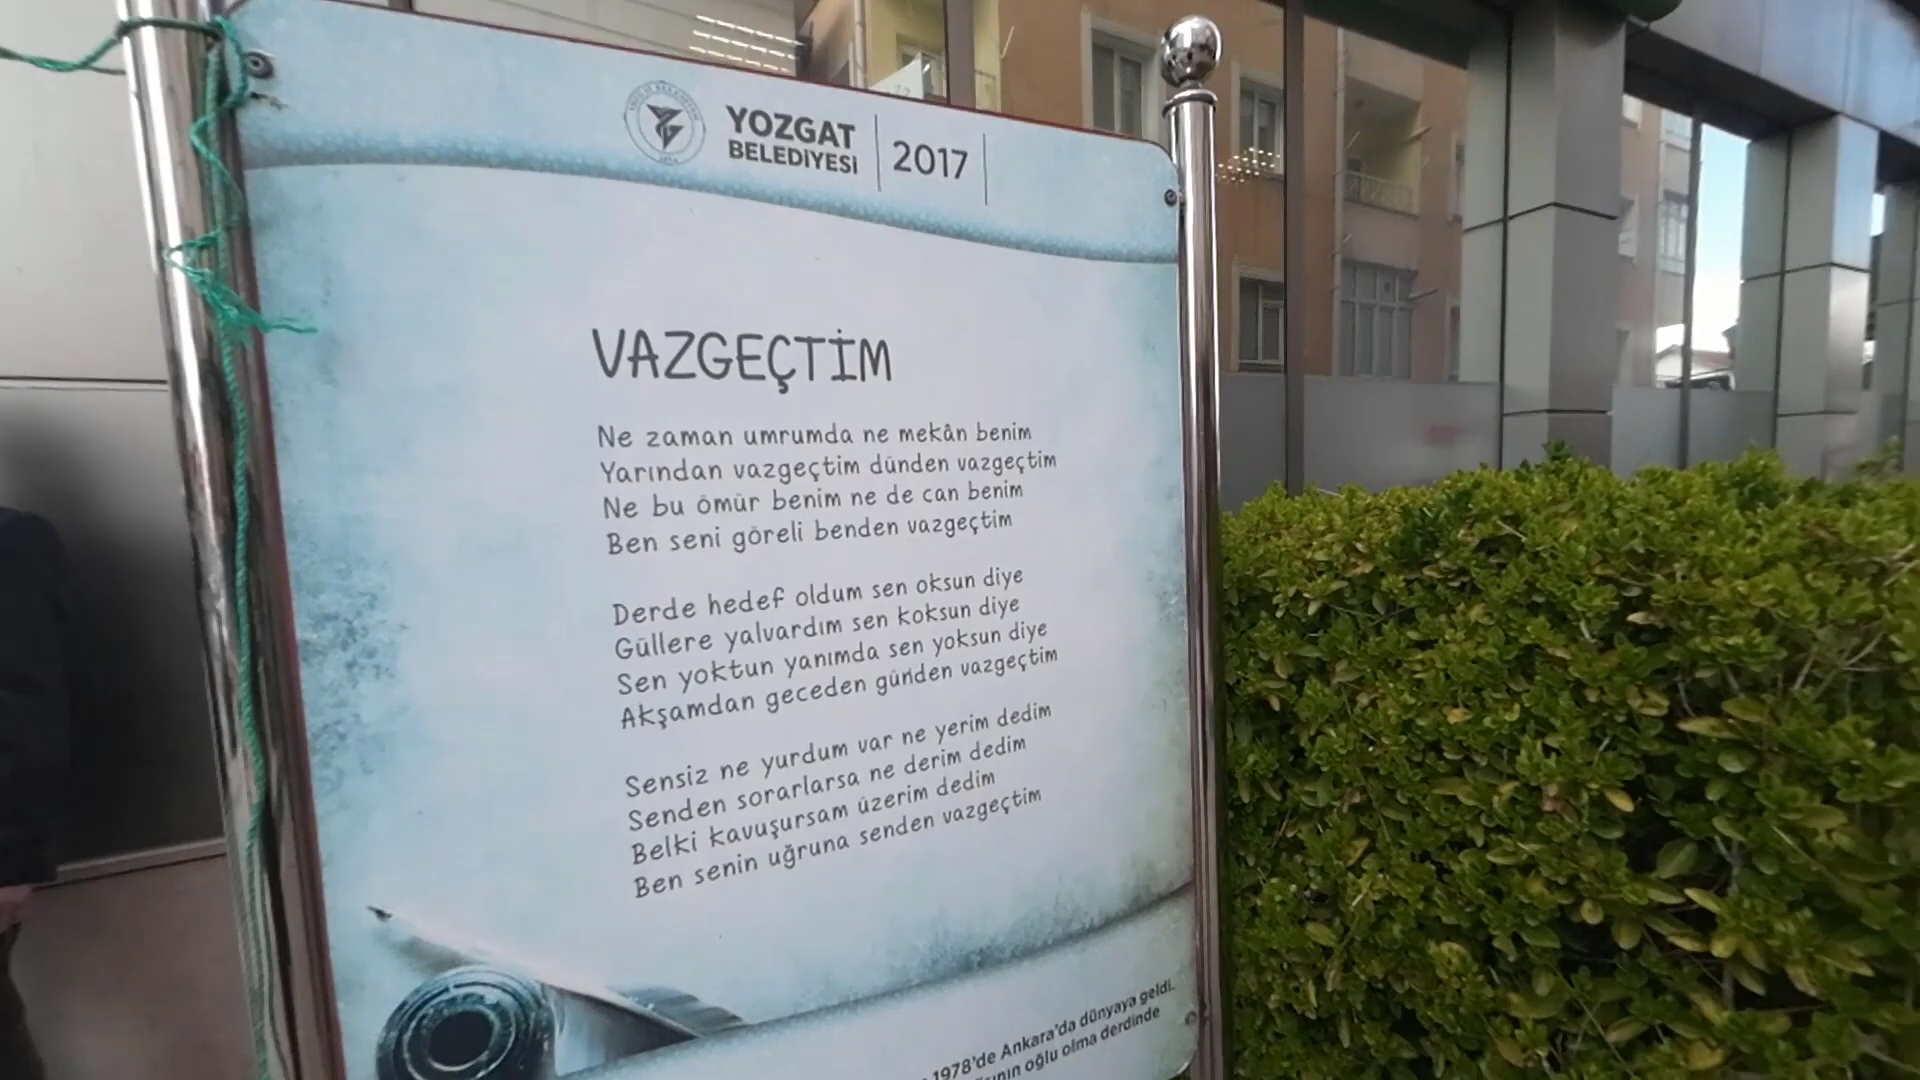 YOZGAT
BELEDİYESİ
2017
VAZGEÇTİM
Ne zaman umrumda ne mekân benim
Yarından vazgeçtim dünden vazgeçtim
Ne bu ömür benim ne de can benim
Ben seni göreli benden vazgeçtim
Derde hedef oldum sen oksun diye
Güllere yalvardım sen koksun diye
Sen yoktun yanımda sen yoksun diye
Akşamdan geceden günden vazgeçtim
Sensiz ne yurdum var ne yerim dedim
Senden sorarlarsa ne derim dedim
Belki kavuşursam üzerim dedim
Ben senin uğruna senden vazgeçtim
1978'de Ankara'da dünyaya geldi.
oğlu olma derdinde